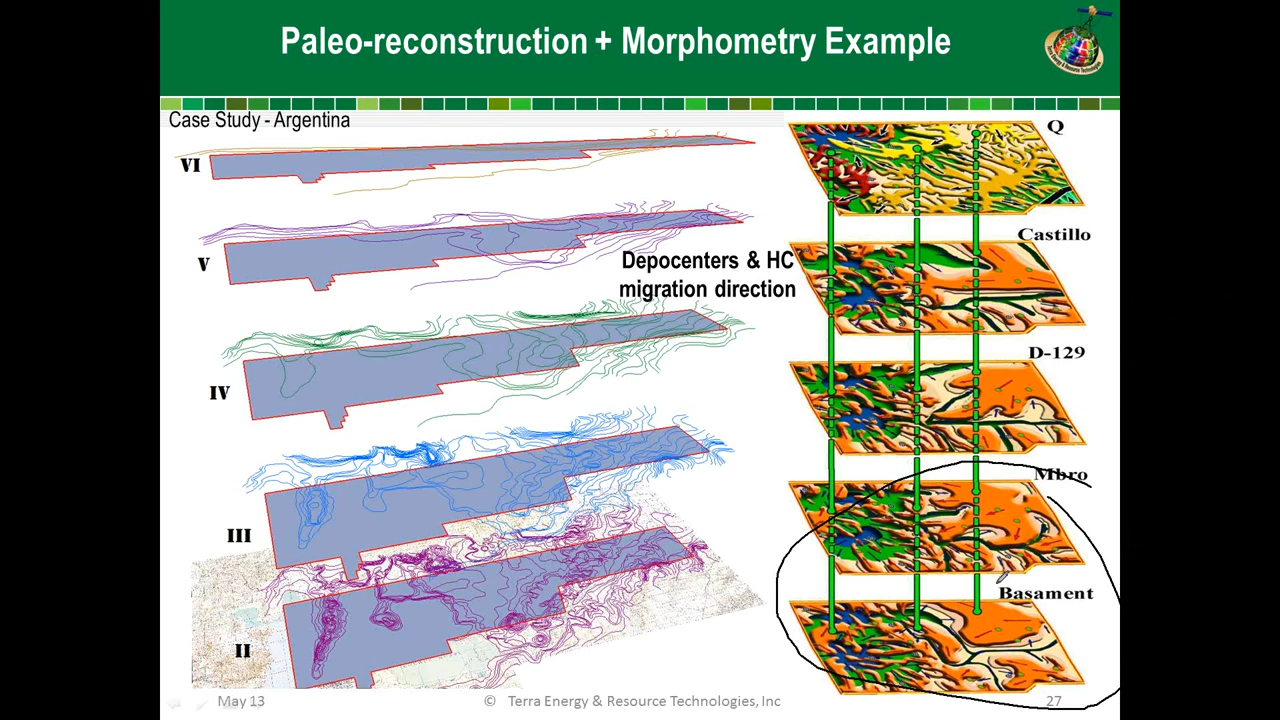 Paleo-reconstruction + Morphometry Example
Case Study - Argentina
VI
V
IV
III
II
Depocenters & HC
migration direction
Q
Castillo
D-129
Mbro
Basament
May 13
© Terra Energy & Resource Technologies, Inc
27